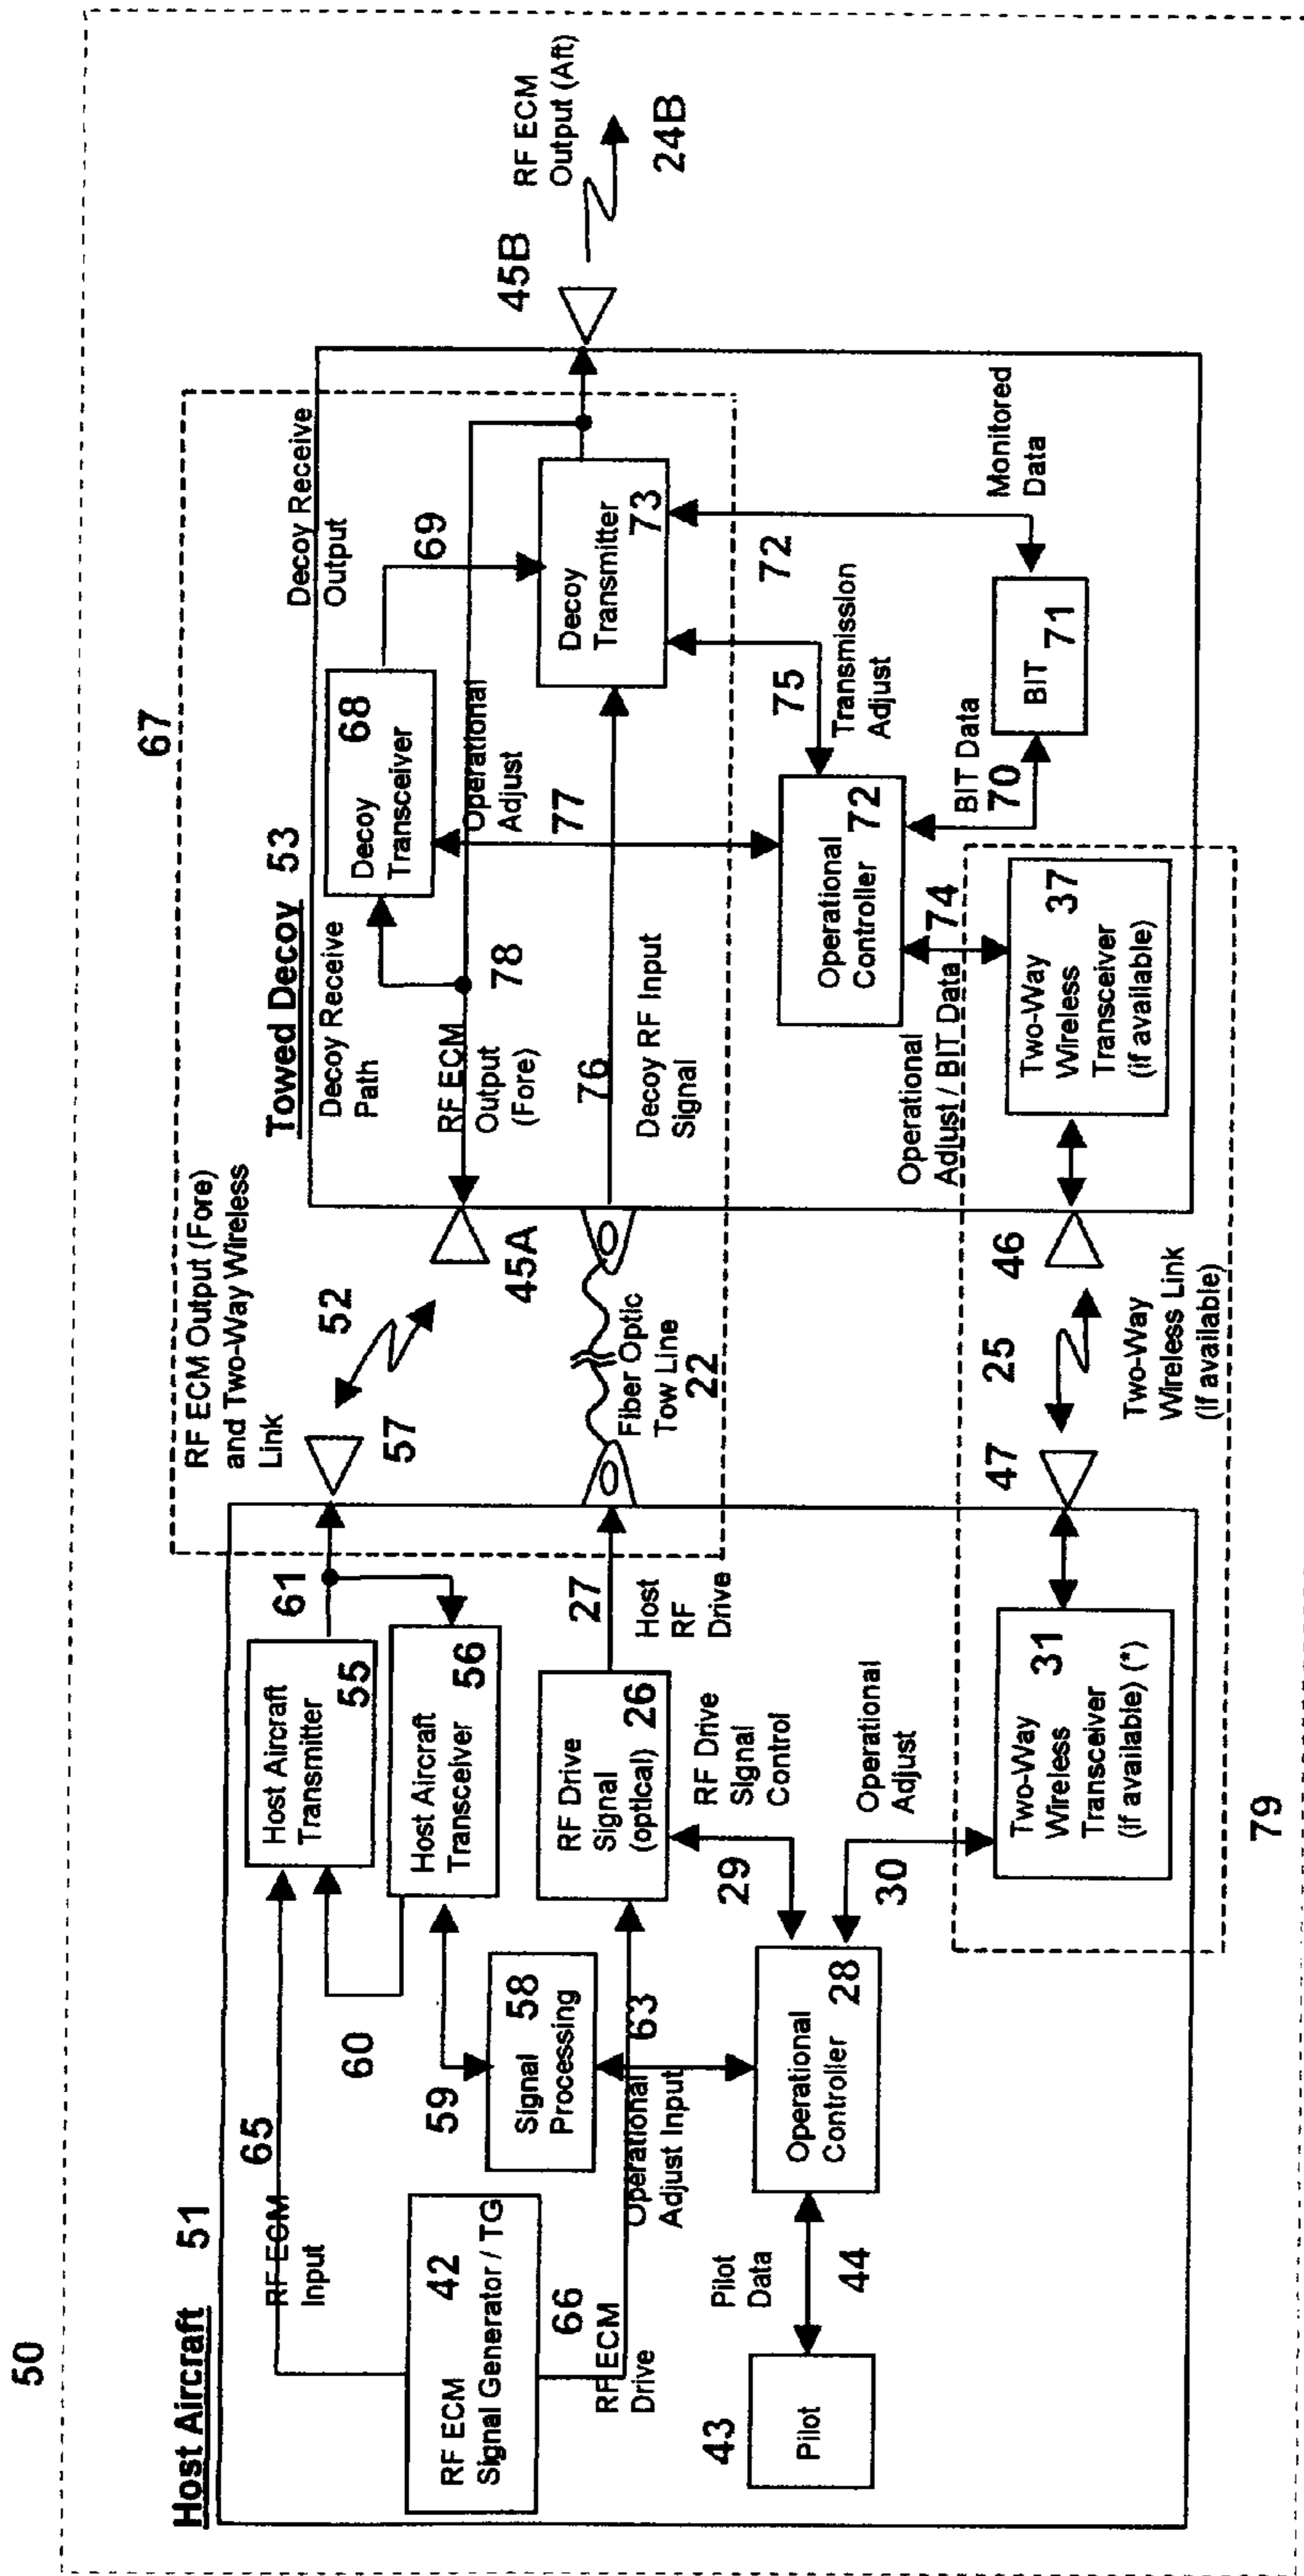 50
Host Aircraft 51
65
RF ECM
Input
RF ECM 42
Signal Generator / TG
66
RF ECM
Drive
43
Pilot
Pilot
Data
44
60
59
Signal 58
Processing
63
Operational
Adjust Input
Operational
Controller 28
Host Aircraft
Transmitter
55
Host Aircraft
Transceiver
56
61
RF Drive
Signal
(optical) 26
27
Host
RF
Drive
29
RF Drive
Signal
Control
30
Operational
Adjust
Two-Way
Wireless 31
Transceiver
(if available) (*)
79
RF ECM Output (Fore)
and Two-Way Wireless
Link
57
52
45A
Fiber Optic
Tow Line
22
47
25
46
Two-Way
Wireless Link
(if available)
67
Towed Decoy 53
Decoy Receive
Path
RF ECM
Output
(Fore)
78
76
Decoy RF Input
Signal
Decoy
Transceiver
68
Operational
Adjust
77
Decoy Receive
Output
69
Decoy
Transmitter
73
75
Transmission
Adjust
72
Monitored
Data
Operational
Controller
72
Operational
Adjust / BIT Data
74
BIT Data
70
BIT 71
Two-Way
Wireless 37
Transceiver
(if available)
45B
RF ECM
Output (Aft)
24B